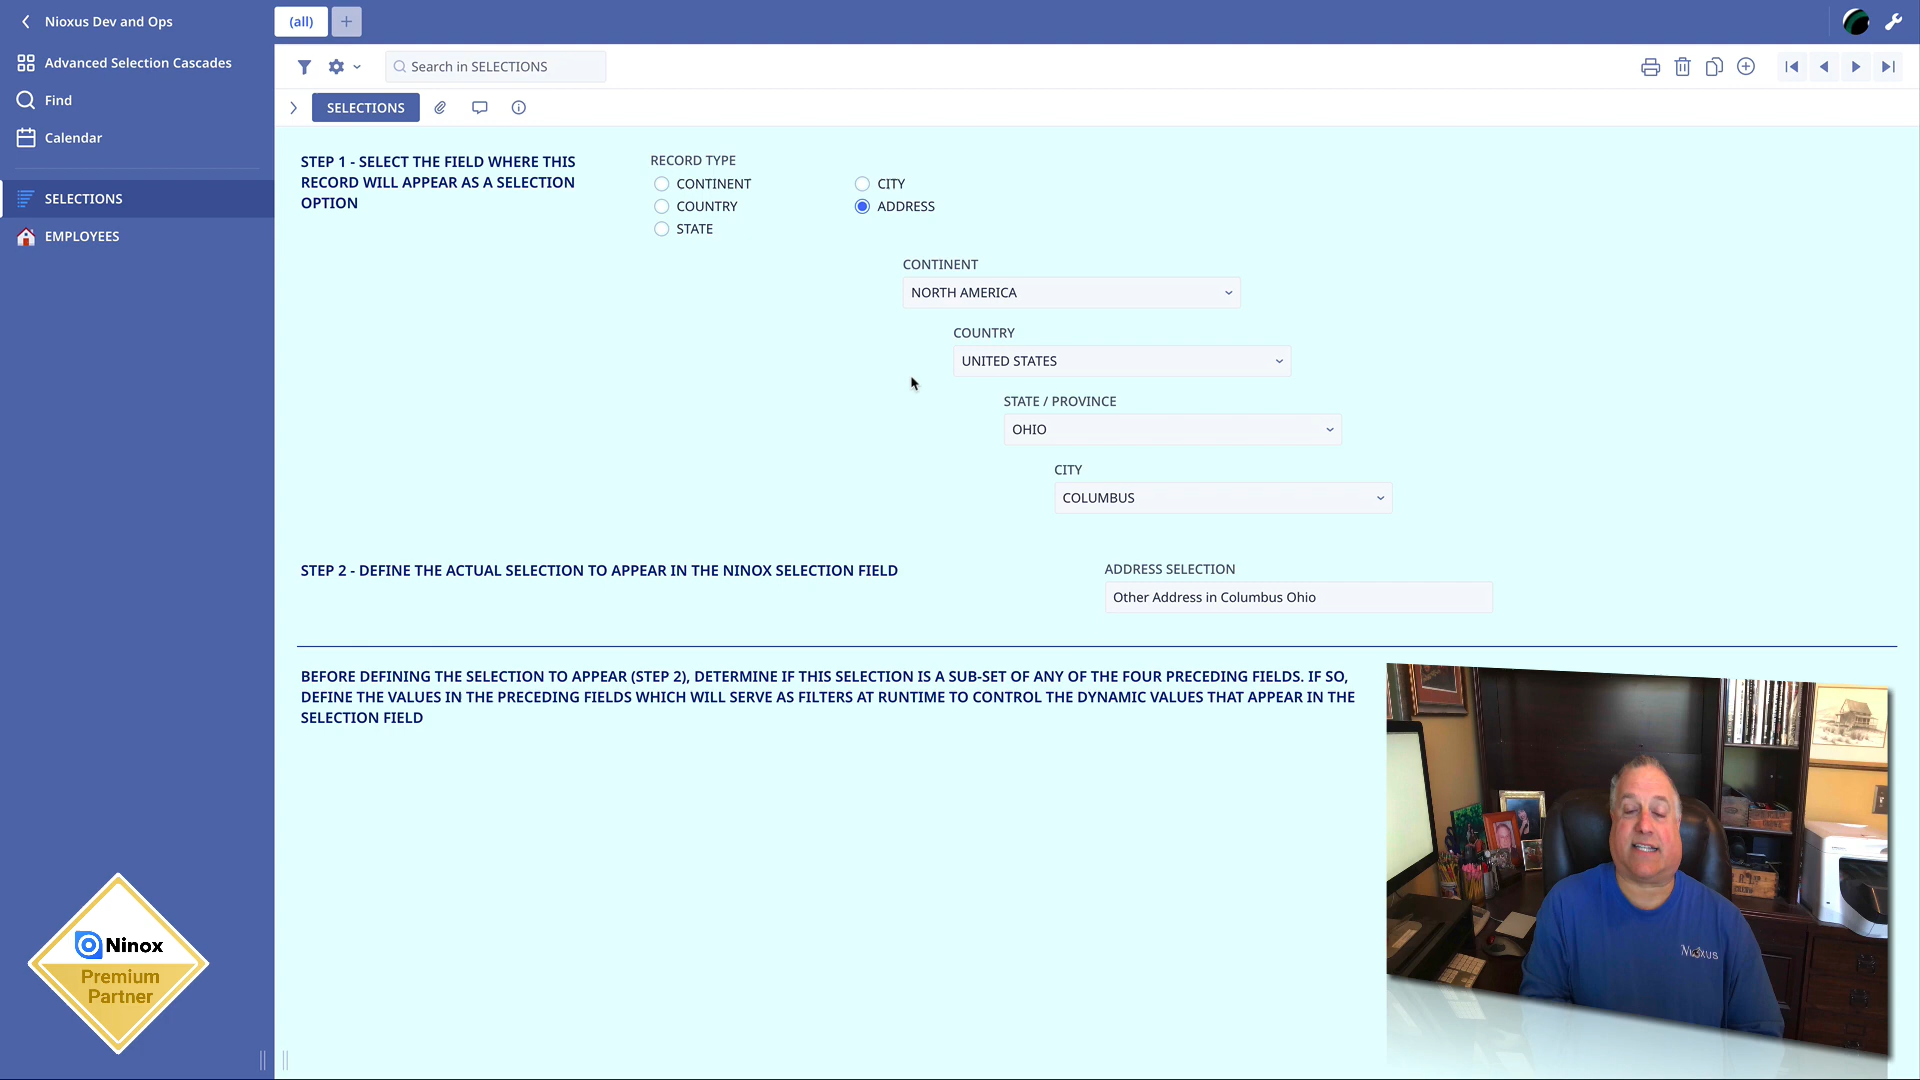 Nioxus Dev and Ops
(all)
+
Advanced Selection Cascades
Search in SELECTIONS
Find
SELECTIONS
Calendar
SELECTIONS
EMPLOYEES
STEP 1 - SELECT THE FIELD WHERE THIS
RECORD WILL APPEAR AS A SELECTION
OPTION
RECORD TYPE
CONTINENT
CITY
COUNTRY
ADDRESS
STATE
CONTINENT
NORTH AMERICA
COUNTRY
UNITED STATES
STATE / PROVINCE
OHIO
CITY
COLUMBUS
STEP 2 - DEFINE THE ACTUAL SELECTION TO APPEAR IN THE NINOX SELECTION FIELD
ADDRESS SELECTION
Other Address in Columbus Ohio
BEFORE DEFINING THE SELECTION TO APPEAR (STEP 2), DETERMINE IF THIS SELECTION IS A SUB-SET OF ANY OF THE FOUR PRECEDING FIELDS. IF SO,
DEFINE THE VALUES IN THE PRECEDING FIELDS WHICH WILL SERVE AS FILTERS AT RUNTIME TO CONTROL THE DYNAMIC VALUES THAT APPEAR IN THE
SELECTION FIELD
Ninox
Premium
Partner
Nioxus